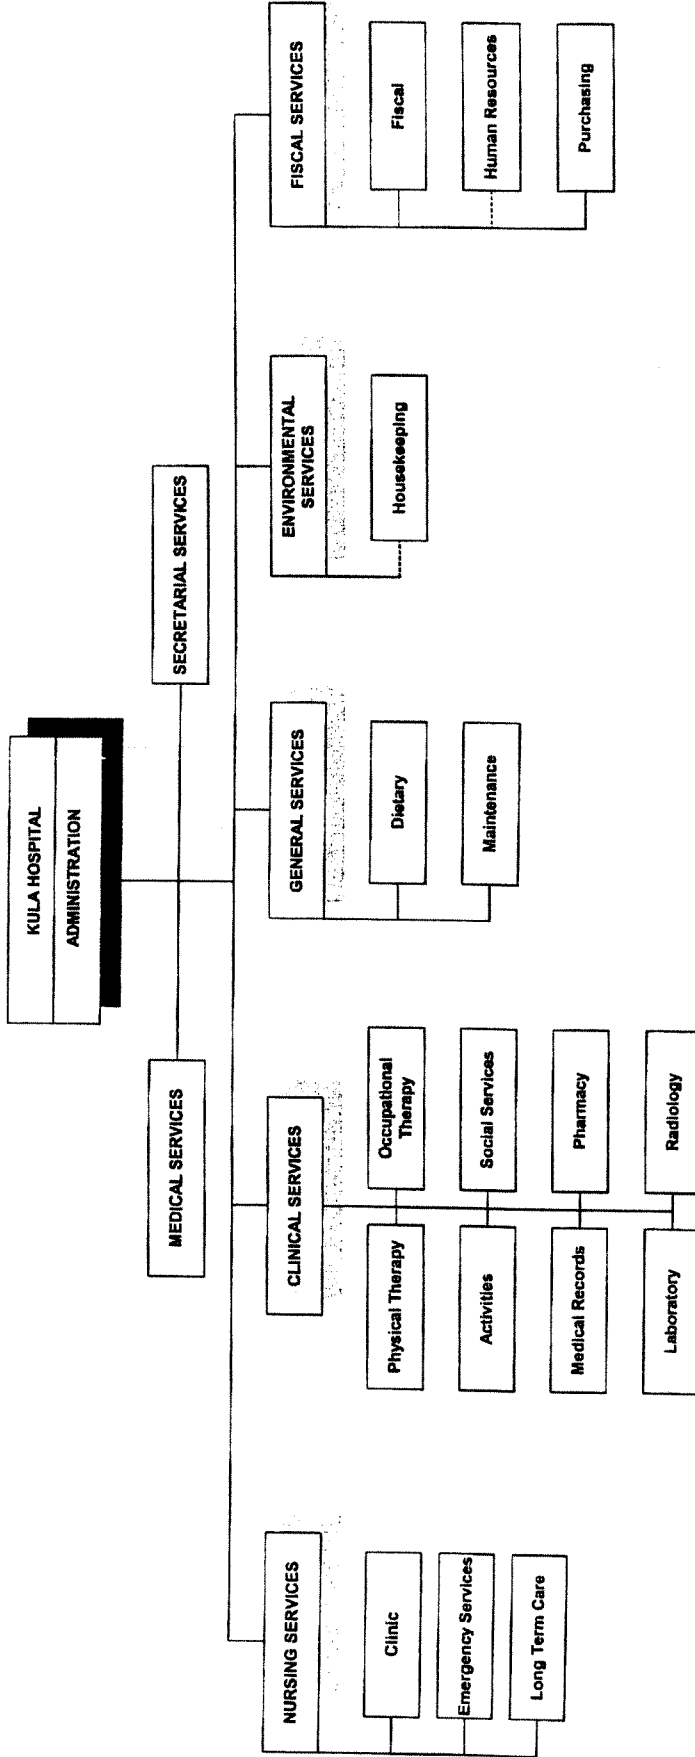 KULA HOSPITAL
ADMINISTRATION
MEDICAL SERVICES
SECRETARIAL SERVICES
NURSING SERVICES
Clinic
Emergency Services
Long Term Care
CLINICAL SERVICES
Physical Therapy
Occupational
Therapy
Activities
Social Services
Medical Records
Pharmacy
Laboratory
Radiology
GENERAL SERVICES
Dietary
Maintenance
ENVIRONMENTAL
SERVICES
Housekeeping
FISCAL SERVICES
Fiscal
Human Resources
Purchasing